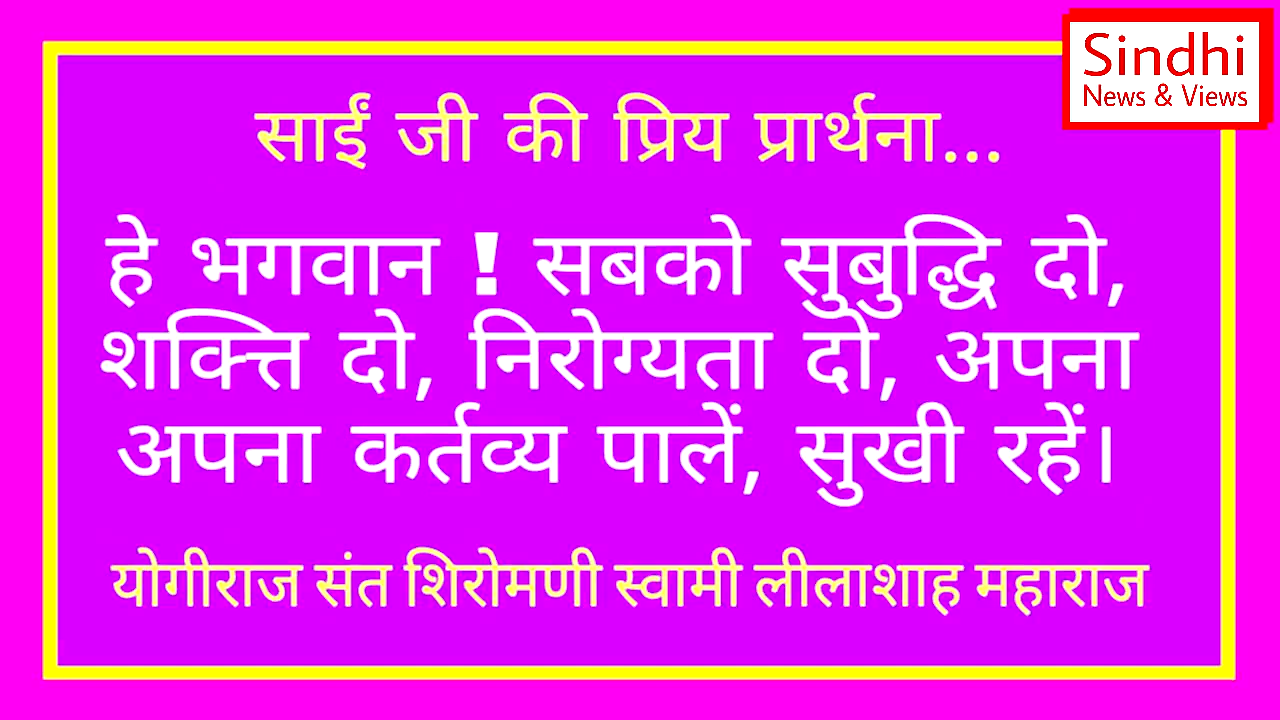 Sindhi
News & Views
साईं जी की प्रिय प्रार्थना...
हे भगवान ! सबको सुबुद्धि दो,
शक्ति दो, निरोग्यता दो, अपना
अपना कर्तव्य पालें, सुखी रहें।
योगीराज संत शिरोमणी स्वामी लीलाशाह महाराज